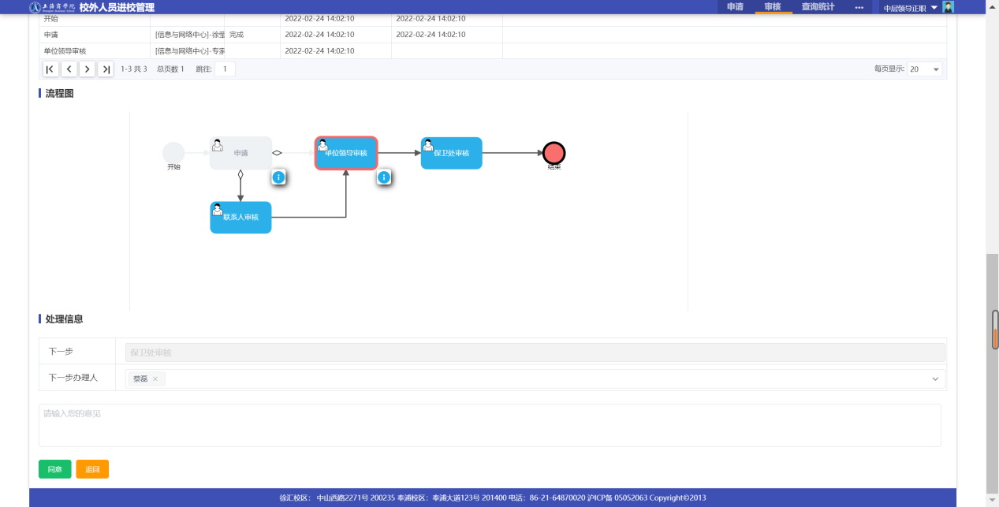 上海商学院 校外人员进校管理 申请 审核 查询统计 ... 中层领导正职
Shanghai Business School
开始 2022-02-24 14:02:10 2022-02-24 14:02:10
申请 [信息与网络中心]-徐莹 完成 2022-02-24 14:02:10 2022-02-24 14:02:10
单位领导审核 [信息与网络中心]-专家 2022-02-24 14:02:10
1-3 共 3 总页数 1 跳往: 1 每页显示: 20
流程图
申请 单位领导审核 保卫处审核
开始 结束
联系人审核
处理信息
下一步 保卫处审核
下一步办理人 蔡磊 ×
请输入您的意见
同意 退回
徐汇校区： 中山西路2271号 200235 奉浦校区：奉浦大道123号 201400 电话：86-21-64870020 沪ICP备 05052063 Copyright©2013